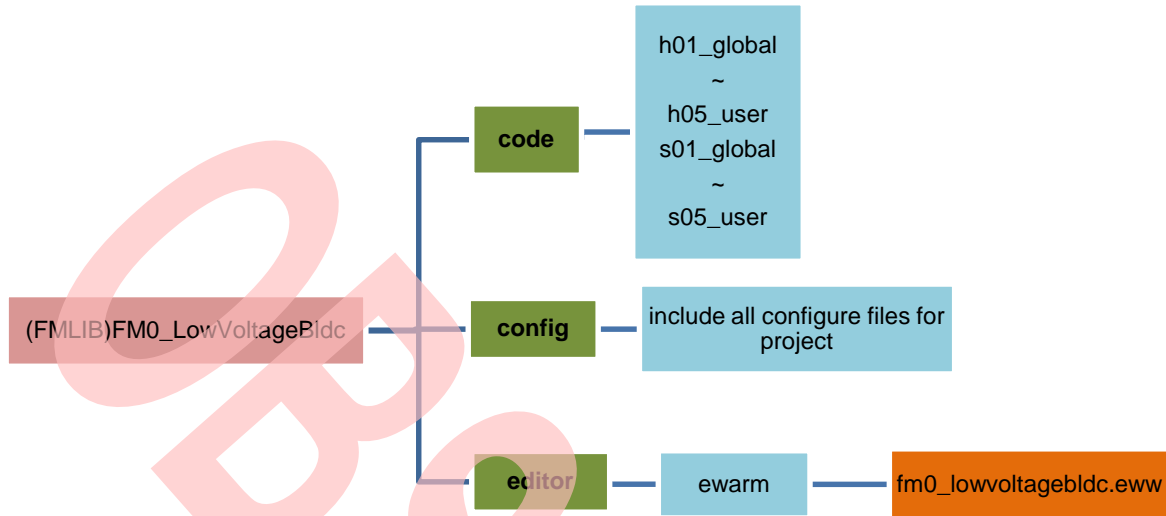 h01_global
~
h05_user
s01_global
~
s05_user
code
(FMLIB)FM0_LowVoltageBldc
config
include all configure files for
project
editor
ewarm
fm0_lowvoltagebldc.eww